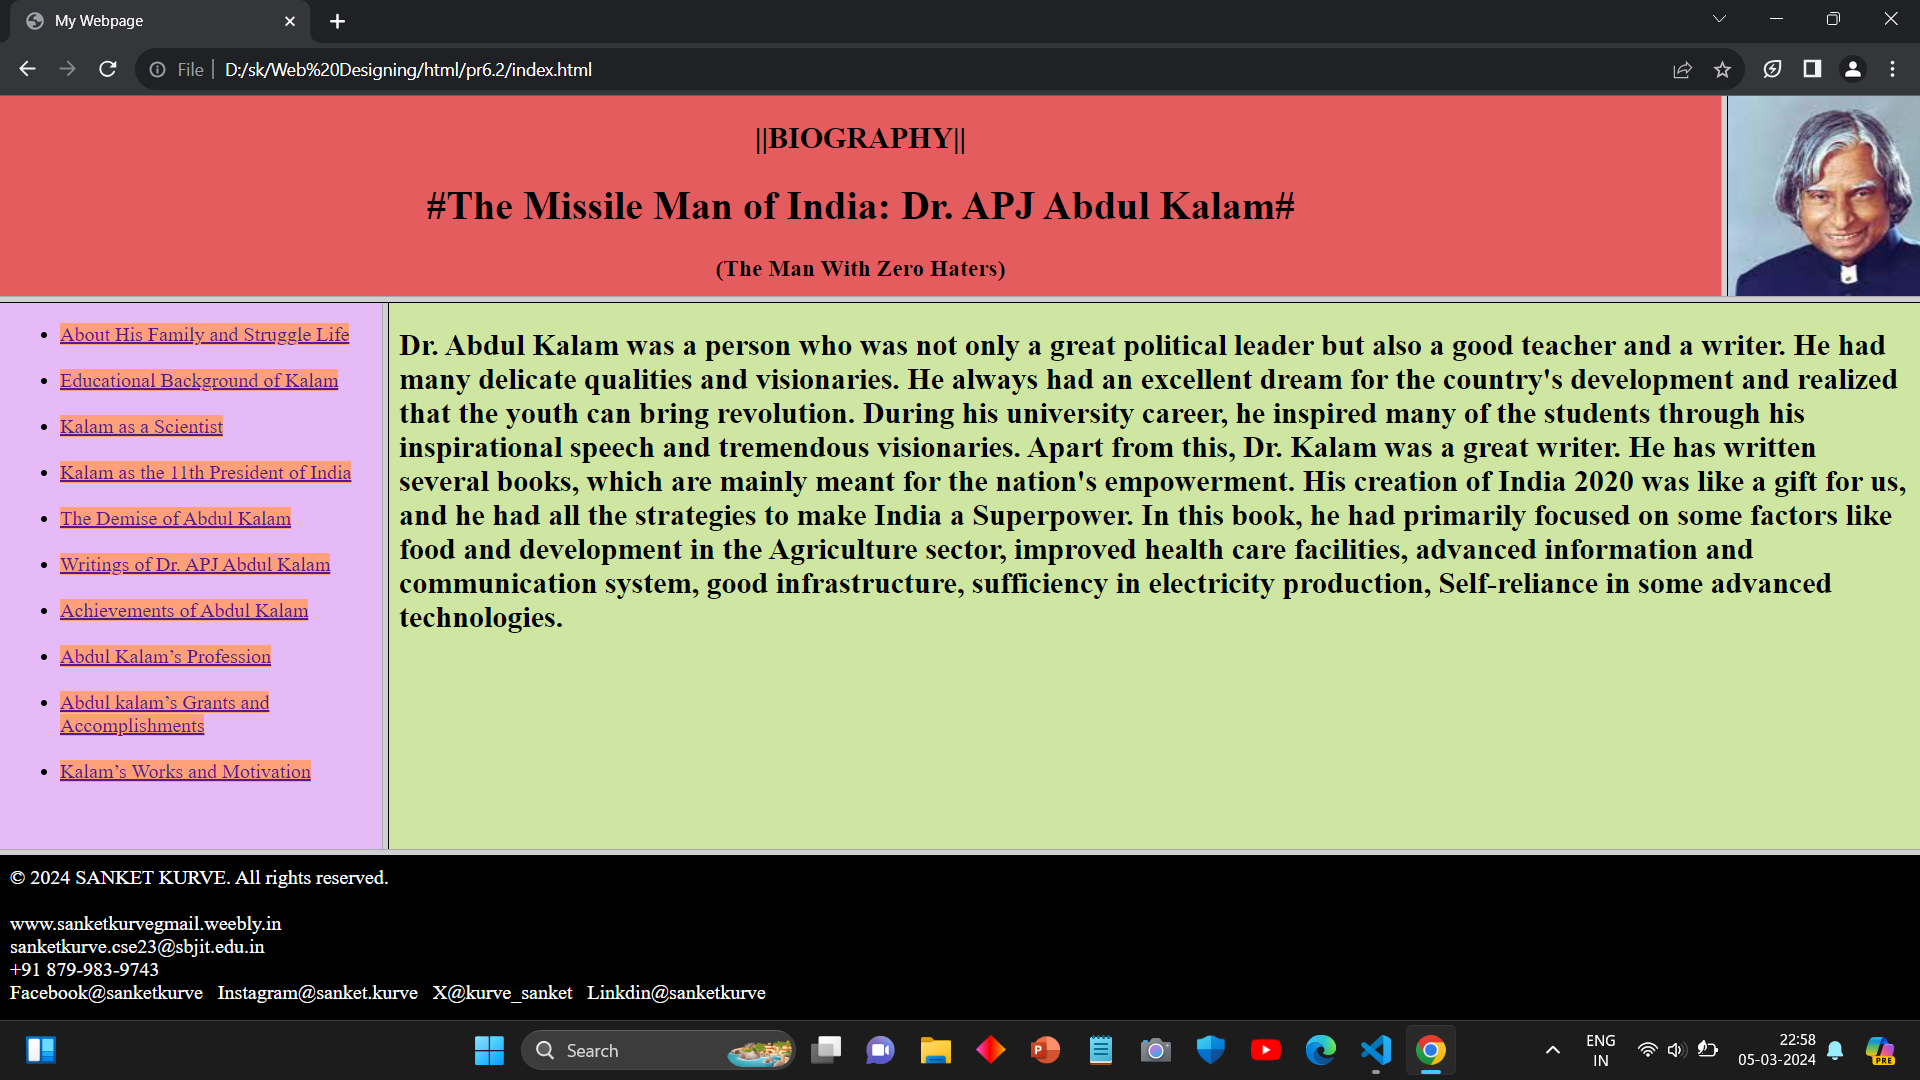 My Webpage
File
D:/sk/Web%20Designing/html/pr6.2/index.html
||BIOGRAPHY||
#The Missile Man of India: Dr. APJ Abdul Kalam#
(The Man With Zero Haters)
About His Family and Struggle Life
Educational Background of Kalam
Kalam as a Scientist
Kalam as the 11th President of India
The Demise of Abdul Kalam
Writings of Dr. APJ Abdul Kalam
Achievements of Abdul Kalam
Abdul Kalam’s Profession
Abdul kalam’s Grants and
Accomplishments
Kalam’s Works and Motivation
Dr. Abdul Kalam was a person who was not only a great political leader but also a good teacher and a writer. He had
many delicate qualities and visionaries. He always had an excellent dream for the country's development and realized
that the youth can bring revolution. During his university career, he inspired many of the students through his
inspirational speech and tremendous visionaries. Apart from this, Dr. Kalam was a great writer. He has written
several books, which are mainly meant for the nation's empowerment. His creation of India 2020 was like a gift for us,
and he had all the strategies to make India a Superpower. In this book, he had primarily focused on some factors like
food and development in the Agriculture sector, improved health care facilities, advanced information and
communication system, good infrastructure, sufficiency in electricity production, Self-reliance in some advanced
technologies.
© 2024 SANKET KURVE. All rights reserved.
www.sanketkurvegmail.weebly.in
sanketkurve.cse23@sbjit.edu.in
+91 879-983-9743
Facebook@sanketkurve Instagram@sanket.kurve X@kurve_sanket Linkdin@sanketkurve
Search
P
PRE
ENG
IN
22:58
05-03-2024